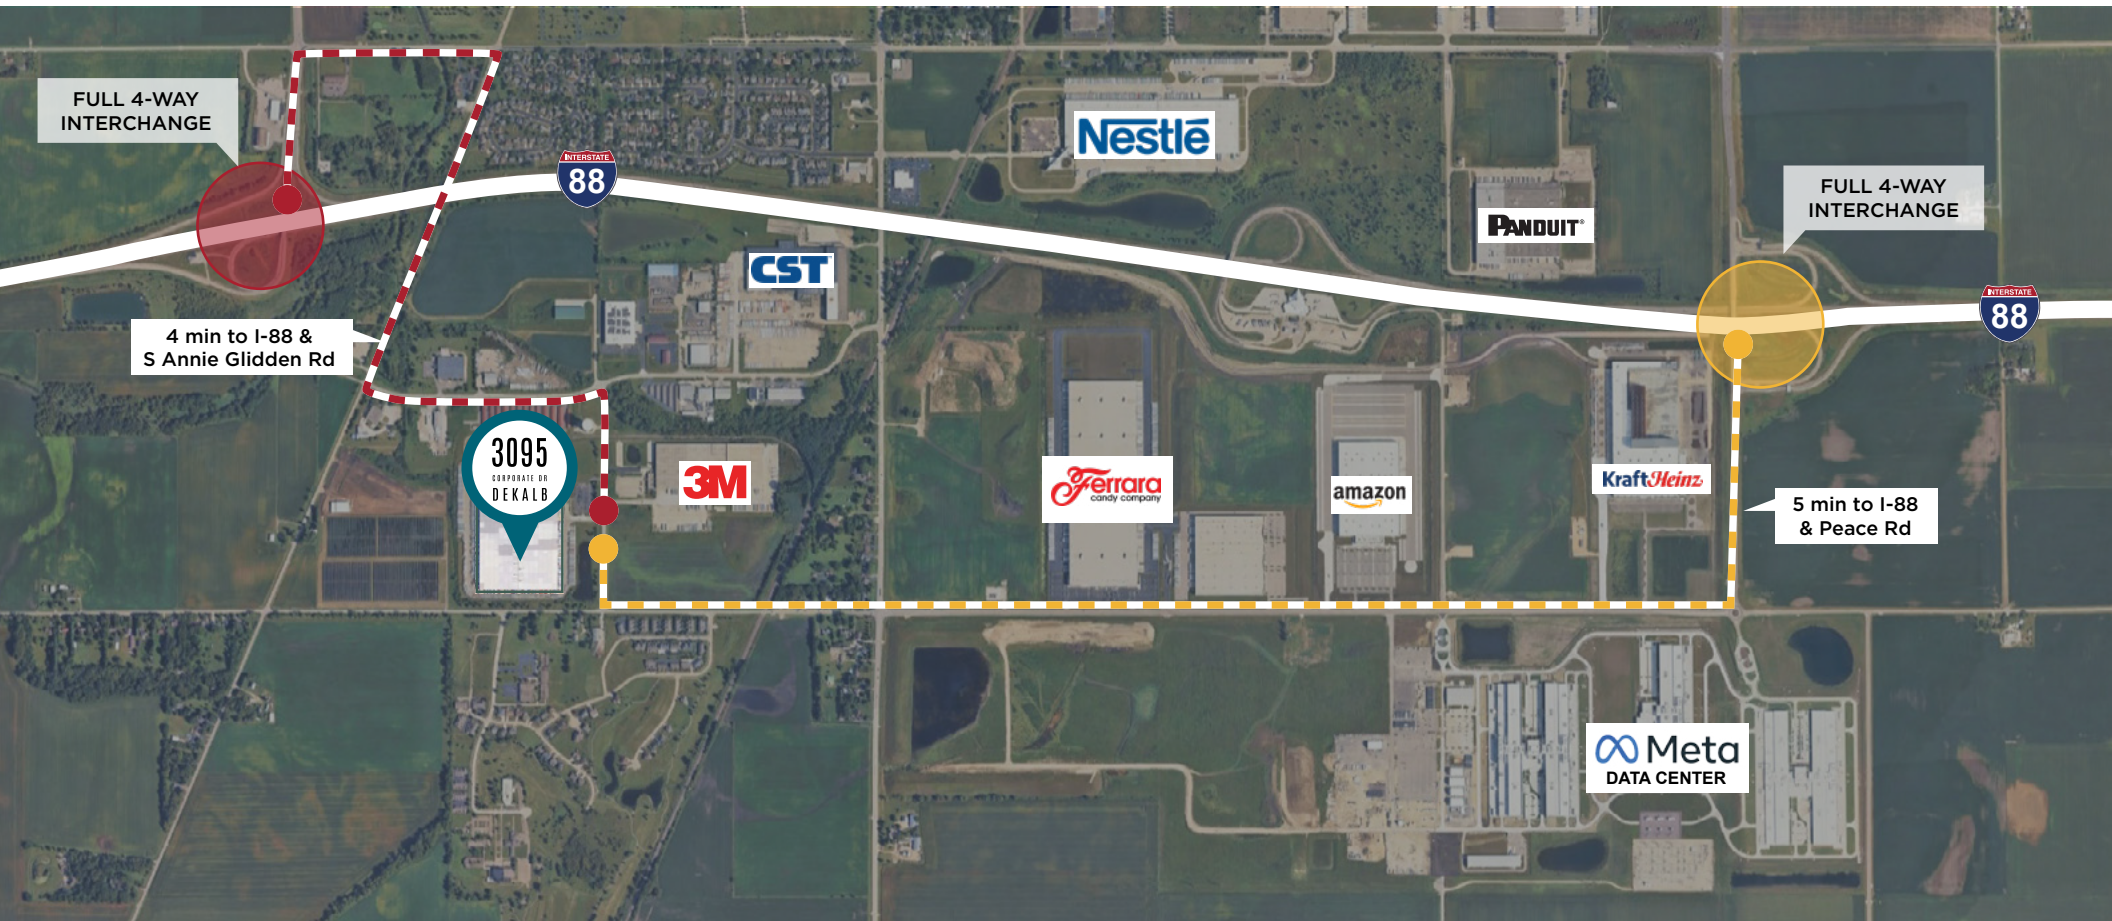 FULL 4-WAY
INTERCHANGE
INTERSTATE
88
Nestlé
PANDUIT®
FULL 4-WAY
INTERCHANGE
CST
INTERSTATE
88
4 min to I-88 &
S Annie Glidden Rd
3095
CORPORATE DR
DEKALB
3M
Ferrara
candy company
amazon
KraftHeinz
5 min to I-88
& Peace Rd
Meta
DATA CENTER